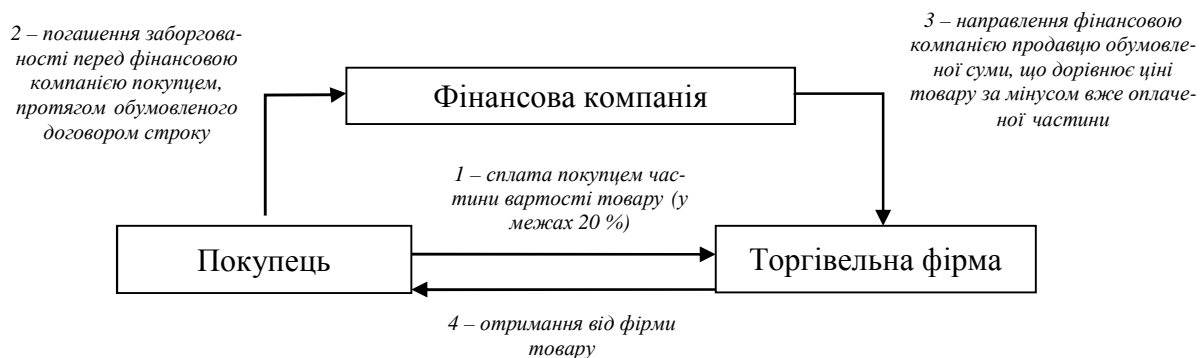 2 – погашення заборгова-
ності перед фінансовою
компанією покупцем,
протягом обумовленого
договором строку
3 – направлення фінансовою
компанією продавцу обумовле-
ної суми, що дорівнює ціні
товару за мінусом вже оплаче-
ної частини
Фінансова компанія
1 – сплата покупцем час-
тини вартості товару (у
межах 20 %)
Покупець
Торгівельна фірма
4 – отримання від фірми
товару